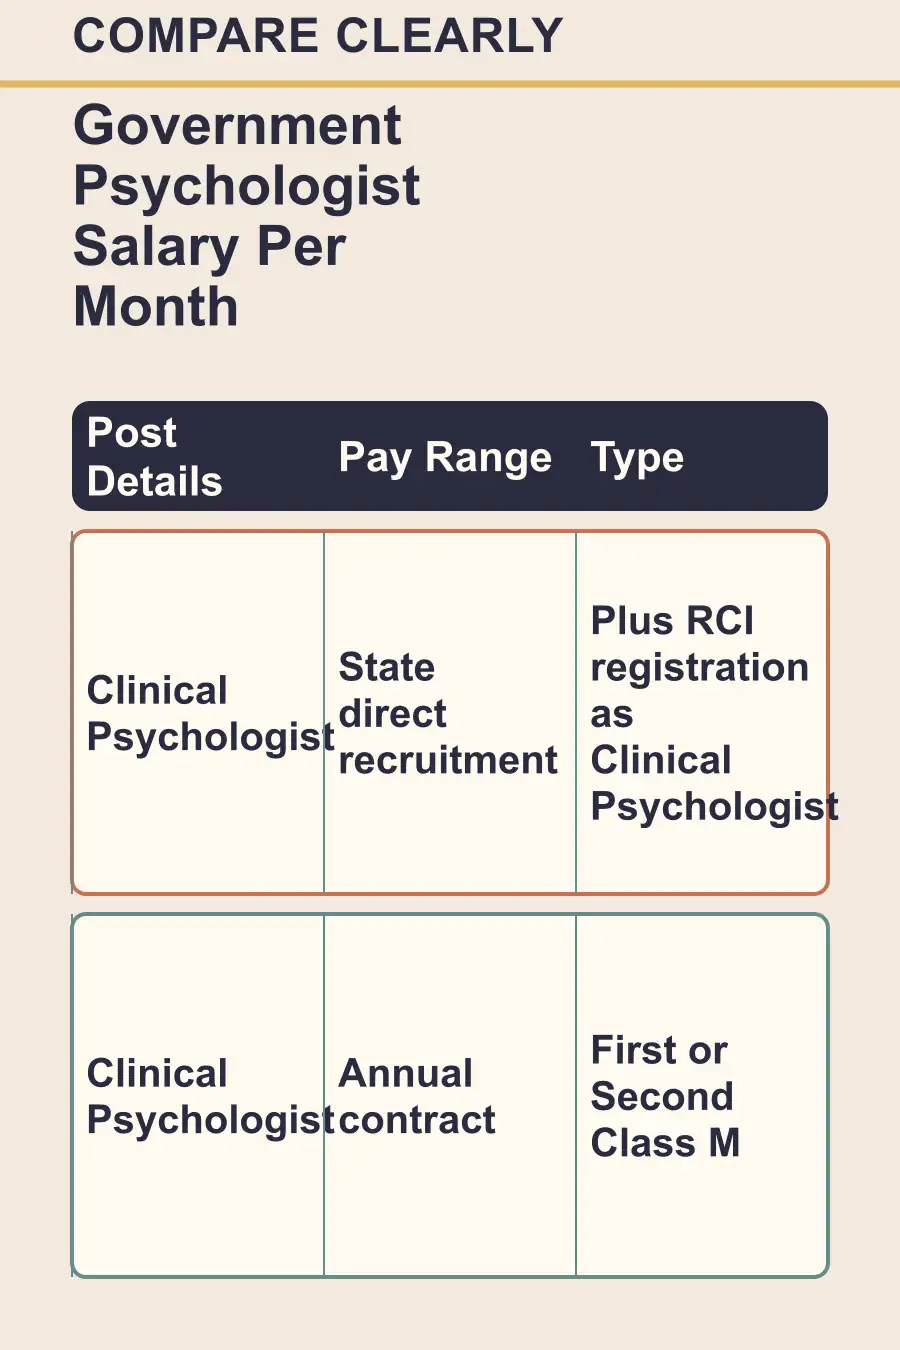 COMPARE CLEARLY
Government
Psychologist
Salary Per
Month
Post
Details
Pay Range
Type
Clinical
Psychologist
State
direct
recruitment
Plus RCI
registration
as
Clinical
Psychologist
Clinical
Psychologist
Annual
contract
First or
Second
Class M